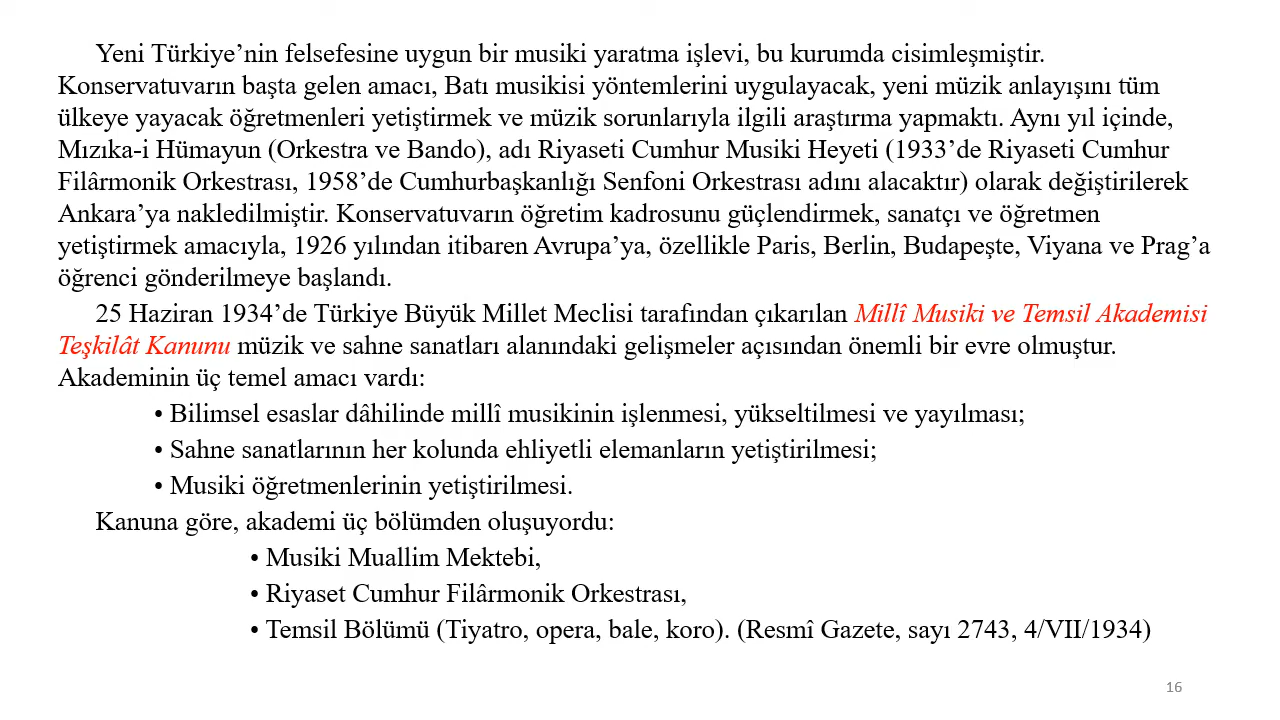 Yeni Türkiye’nin felsefesine uygun bir musiki yaratma işlevi, bu kurumda cisimleşmiştir.
Konservatuvarın başta gelen amacı, Batı musikisi yöntemlerini uygulayacak, yeni müzik anlayışını tüm
ülkeye yayacak öğretmenleri yetiştirmek ve müzik sorunlarıyla ilgili araştırma yapmaktı. Aynı yıl içinde,
Mızıka-i Hümayun (Orkestra ve Bando), adı Riyaseti Cumhur Musiki Heyeti (1933’de Riyaseti Cumhur
Filârmonik Orkestrası, 1958’de Cumhurbaşkanlığı Senfoni Orkestrası adını alacaktır) olarak değiştirilerek
Ankara’ya nakledilmiştir. Konservatuvarın öğretim kadrosunu güçlendirmek, sanatçı ve öğretmen
yetiştirmek amacıyla, 1926 yılından itibaren Avrupa’ya, özellikle Paris, Berlin, Budapeşte, Viyana ve Prag’a
öğrenci gönderilmeye başlandı.
25 Haziran 1934’de Türkiye Büyük Millet Meclisi tarafından çıkarılan Millî Musiki ve Temsil Akademisi
Teşkilât Kanunu müzik ve sahne sanatları alanındaki gelişmeler açısından önemli bir evre olmuştur.
Akademinin üç temel amacı vardı:
• Bilimsel esaslar dâhilinde millî musikinin işlenmesi, yükseltilmesi ve yayılması;
• Sahne sanatlarının her kolunda ehliyetli elemanların yetiştirilmesi;
• Musiki öğretmenlerinin yetiştirilmesi.
Kanuna göre, akademi üç bölümden oluşuyordu:
• Musiki Muallim Mektebi,
• Riyaset Cumhur Filârmonik Orkestrası,
• Temsil Bölümü (Tiyatro, opera, bale, koro). (Resmî Gazete, sayı 2743, 4/VII/1934)
16